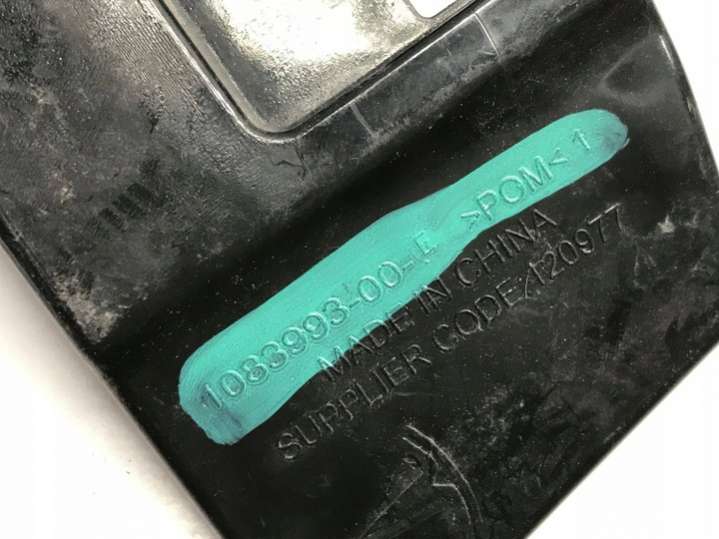 1083993-00-E >POM< 1
MADE IN CHINA
SUPPLIER CODE:120977